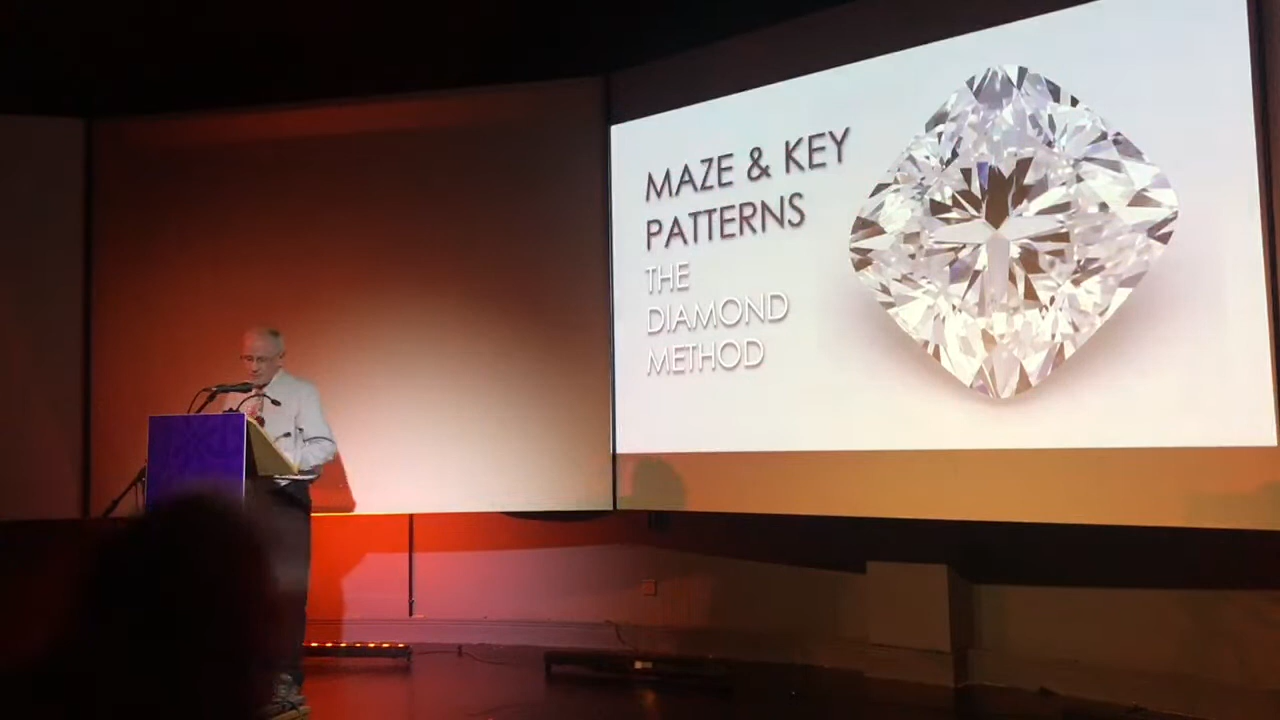 MAZE & KEY
PATTERNS
THE
DIAMOND
METHOD